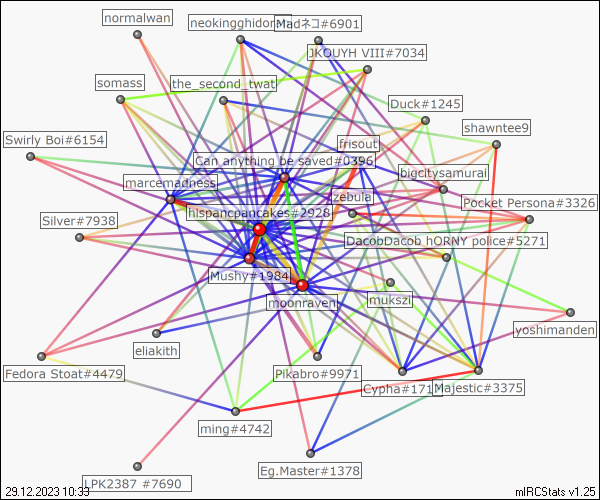 normalwan
neokingghidorah
Madネコ#6901
JKOUYH VIII#7034
somass
the_second_twat
Duck#1245
Swirly Boi#6154
frisout
shawntee9
Can anything be saved#0396
bigcitysamurai
marcemadness
zebula
Pocket Persona#3326
Silver#7938
hispancpancakes#2928
DacobDacob_hORNY police#5271
Mushy#1984
moonraven
mukszi
yoshimanden
eliakith
Fedora Stoat#4479
Pikabro#9971
Cypha#171
Majestic#3375
ming#4742
Eg.Master#1378
LPK2387 #7690
29.12.2023 10:33
mIRCStats v1.25